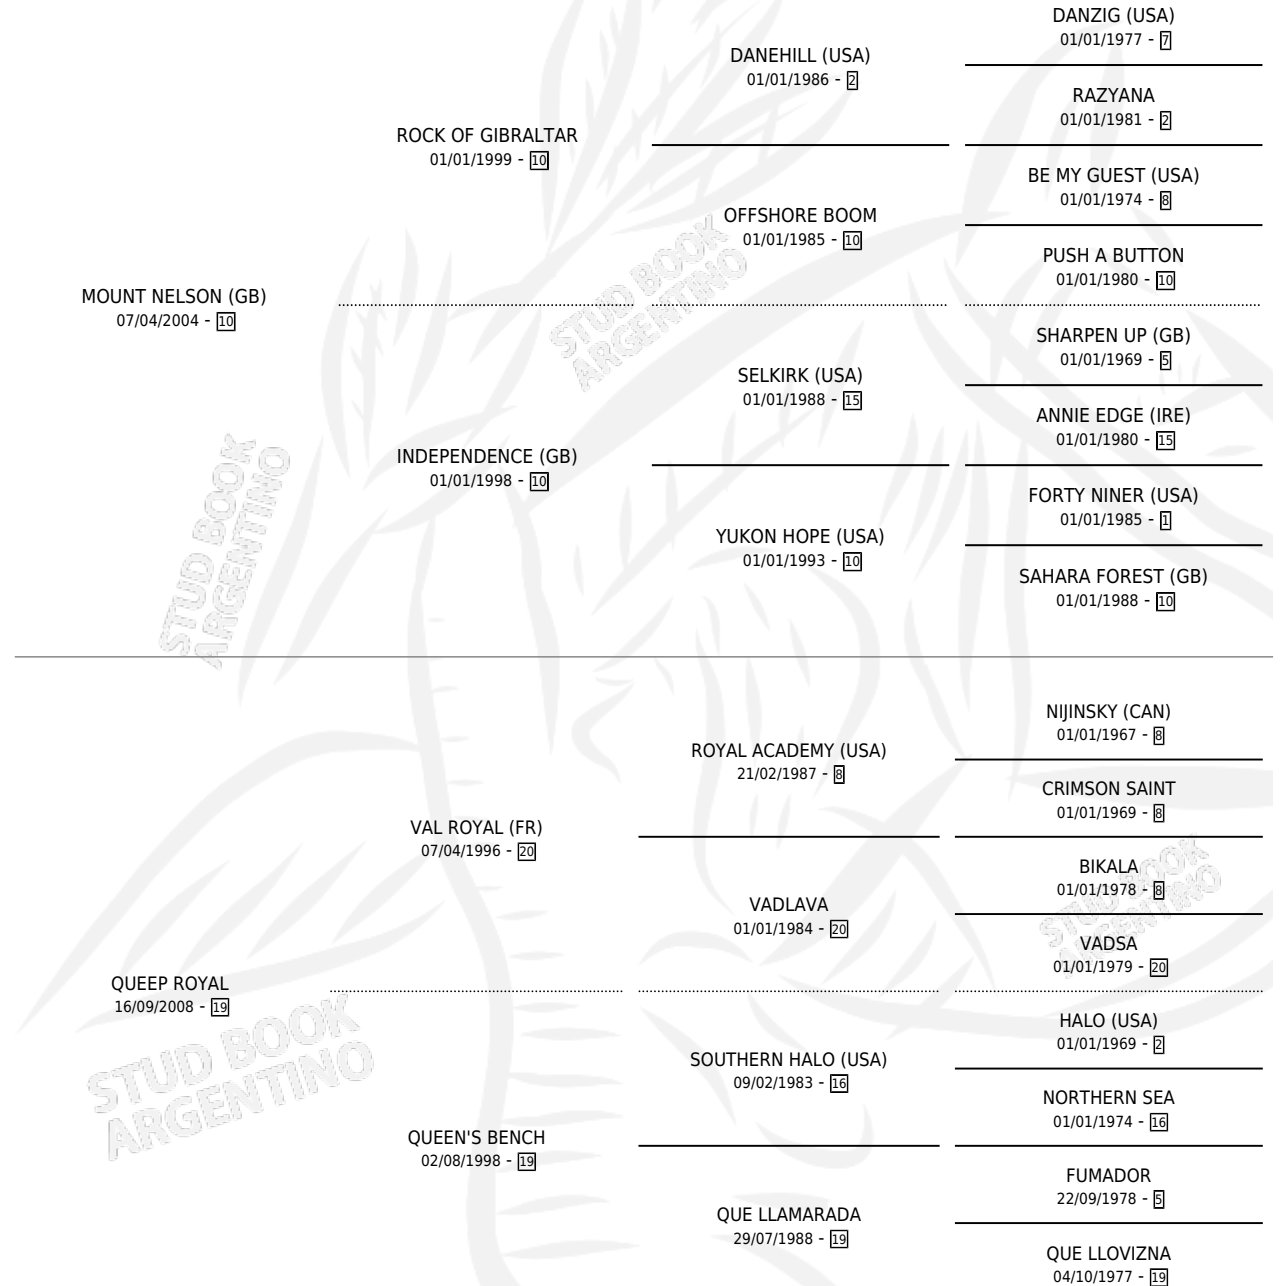 DANZIG (USA)
01/01/1977 - 7
DANEHILL (USA)
01/01/1986 - 2
RAZYANA
01/01/1981 - 2
ROCK OF GIBRALTAR
01/01/1999 - 10
BE MY GUEST (USA)
01/01/1974 - 8
OFFSHORE BOOM
01/01/1985 - 10
PUSH A BUTTON
01/01/1980 - 10
MOUNT NELSON (GB)
07/04/2004 - 10
STUD BOOK
ARGENTINO
SHARPEN UP (GB)
01/01/1969 - 5
SELKIRK (USA)
01/01/1988 - 15
ANNIE EDGE (IRE)
01/01/1980 - 15
INDEPENDENCE (GB)
01/01/1998 - 10
FORTY NINER (USA)
01/01/1985 - 1
YUKON HOPE (USA)
01/01/1993 - 10
SAHARA FOREST (GB)
01/01/1988 - 10
STUD BOOK
ARGENTINO
NIJINSKY (CAN)
01/01/1967 - 8
ROYAL ACADEMY (USA)
21/02/1987 - 8
CRIMSON SAINT
01/01/1969 - 8
VAL ROYAL (FR)
07/04/1996 - 20
BIKALA
01/01/1978 - 8
VADLAVA
01/01/1984 - 20
VADSA
01/01/1979 - 20
STUD BOOK
ARGENTINO
QUEEP ROYAL
16/09/2008 - 19
HALO (USA)
01/01/1969 - 2
SOUTHERN HALO (USA)
09/02/1983 - 16
NORTHERN SEA
01/01/1974 - 16
STUD BOOK
ARGENTINO
QUEEN'S BENCH
02/08/1998 - 19
FUMADOR
22/09/1978 - 5
QUE LLAMARADA
29/07/1988 - 19
QUE LLOVIZNA
04/10/1977 - 19